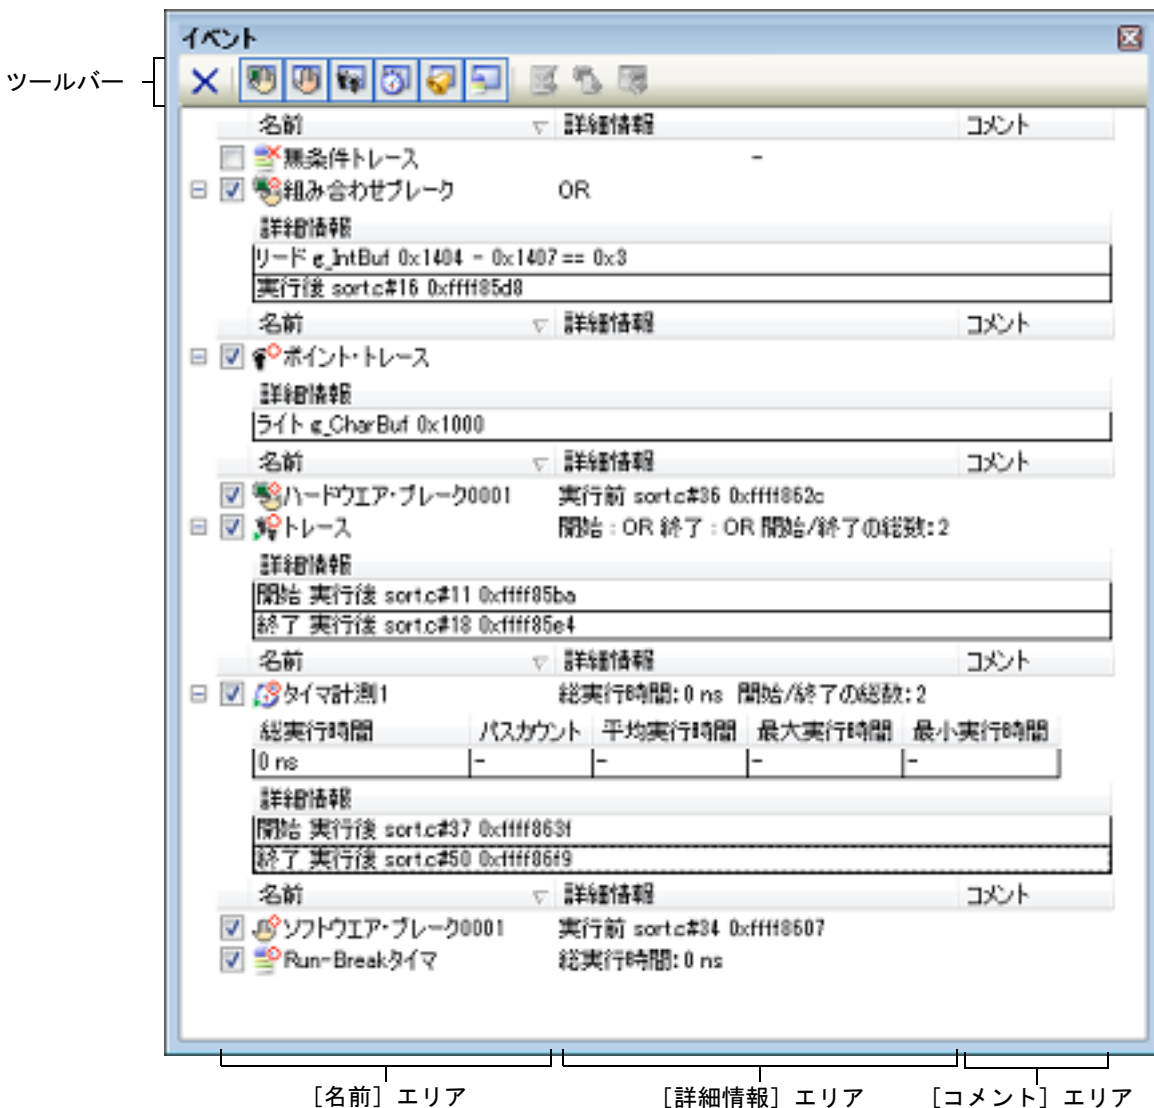 イベント
ツールバー
名前 詳細情報 コメント
無条件トレース -
組み合わせブレーク OR
詳細情報
リード g_IntBuf 0x1404 - 0x1407 == 0x3
実行後 sort.c#16 0xffff85d8
名前 詳細情報 コメント
ポイント・トレース
詳細情報
ライト g_CharBuf 0x1000
名前 詳細情報 コメント
ハードウエア・ブレーク0001 実行前 sort.c#36 0xffff862c
トレース 開始 : OR 終了 : OR 開始/終了の総数: 2
詳細情報
開始 実行後 sort.c#11 0xffff85ba
終了 実行後 sort.c#18 0xffff85e4
名前 詳細情報 コメント
タイマ計測1 総実行時間: 0 ns 開始/終了の総数: 2
総実行時間 パスカウント 平均実行時間 最大実行時間 最小実行時間
0 ns - - - -
詳細情報
開始 実行後 sort.c#37 0xffff863f
終了 実行後 sort.c#50 0xffff86f9
名前 詳細情報 コメント
ソフトウエア・ブレーク0001 実行前 sort.c#34 0xffff8607
Run-Breakタイマ 総実行時間: 0 ns
［名前］エリア ［詳細情報］エリア ［コメント］エリア